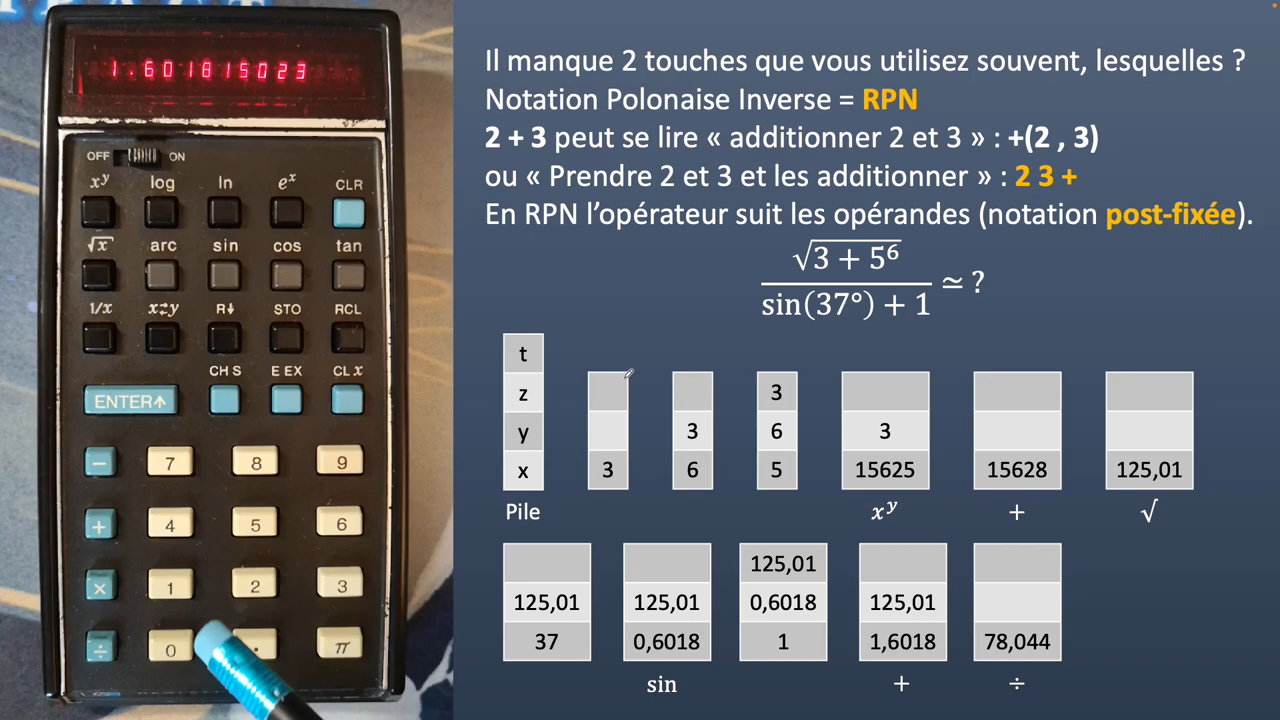 1.601815023
OFF ON
xʸ log ln eˣ CLR
√x arc sin cos tan
1/x x⇄y R↓ STO RCL
CH S E EX CL x
ENTER↑
− 7 8 9
+ 4 5 6
× 1 2 3
÷ 0 . π
Il manque 2 touches que vous utilisez souvent, lesquelles ?
Notation Polonaise Inverse = RPN
2 + 3 peut se lire « additionner 2 et 3 » : +(2 , 3)
ou « Prendre 2 et 3 et les additionner » : 2 3 +
En RPN l’opérateur suit les opérandes (notation post-fixée).
√(3 + 5⁶)
≃ ?
sin(37°) + 1
t
z 3
y 3 6 3
x 3 6 5 15625 15628 125,01
Pile xʸ + √
125,01
125,01 125,01 0,6018 125,01
37 0,6018 1 1,6018 78,044
sin + ÷